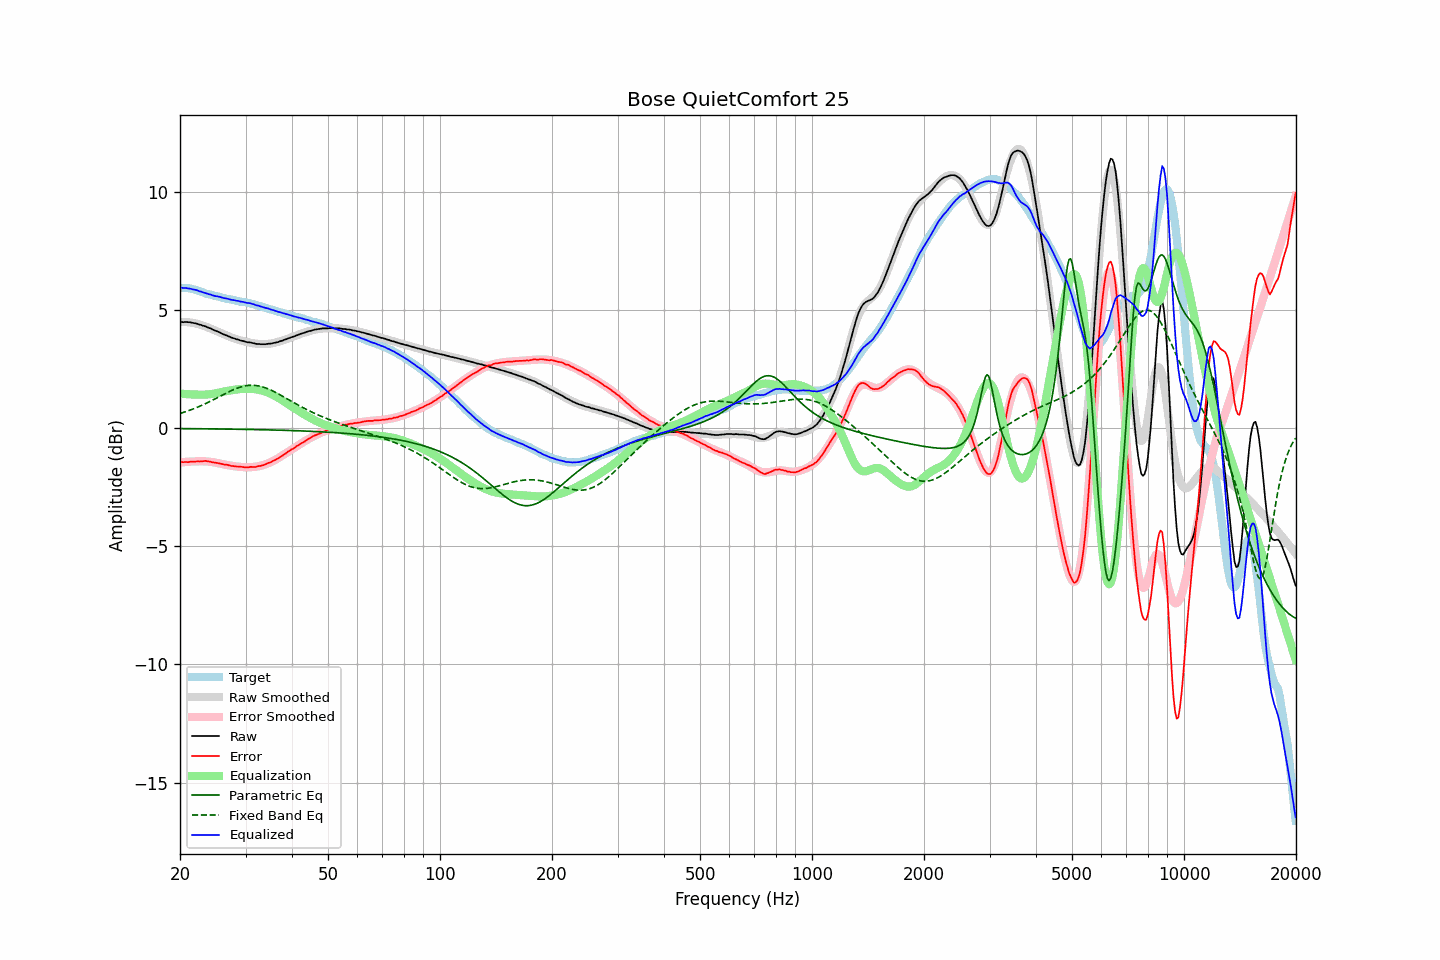 Bose QuietComfort 25
Amplitude (dBr)
10
5
0
−5
−10
−15
Target
Raw Smoothed
Error Smoothed
Raw
Error
Equalization
Parametric Eq
Fixed Band Eq
Equalized
20 50 100 200 500 1000 2000 5000 10000 20000
Frequency (Hz)